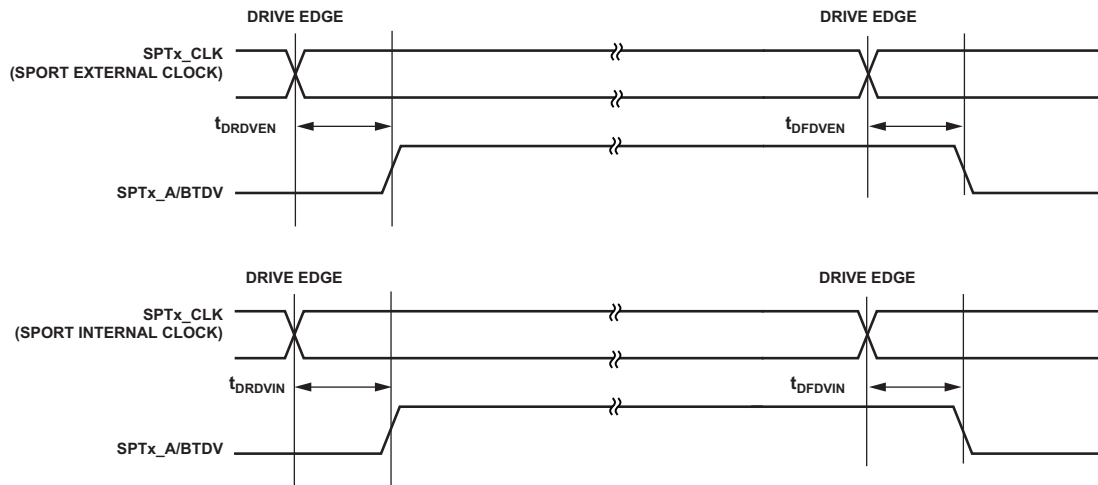 DRIVE EDGE DRIVE EDGE
SPTx_CLK
(SPORT EXTERNAL CLOCK)
tDRDVEN tDFDVEN
SPTx_A/BTDV
DRIVE EDGE DRIVE EDGE
SPTx_CLK
(SPORT INTERNAL CLOCK)
tDRDVIN tDFDVIN
SPTx_A/BTDV